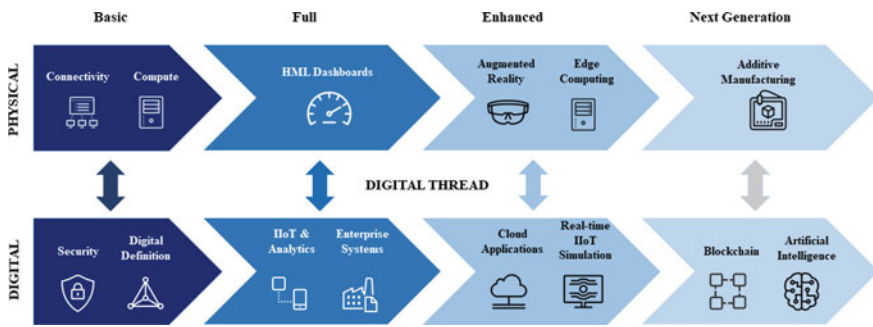 Basic
Full
Enhanced
Next Generation
PHYSICAL
Connectivity
Compute
HML Dashboards
Augmented
Reality
Edge
Computing
Additive
Manufacturing
DIGITAL THREAD
DIGITAL
Security
Digital
Definition
IIoT &
Analytics
Enterprise
Systems
Cloud
Applications
Real-time
IIoT
Simulation
Blockchain
Artificial
Intelligence